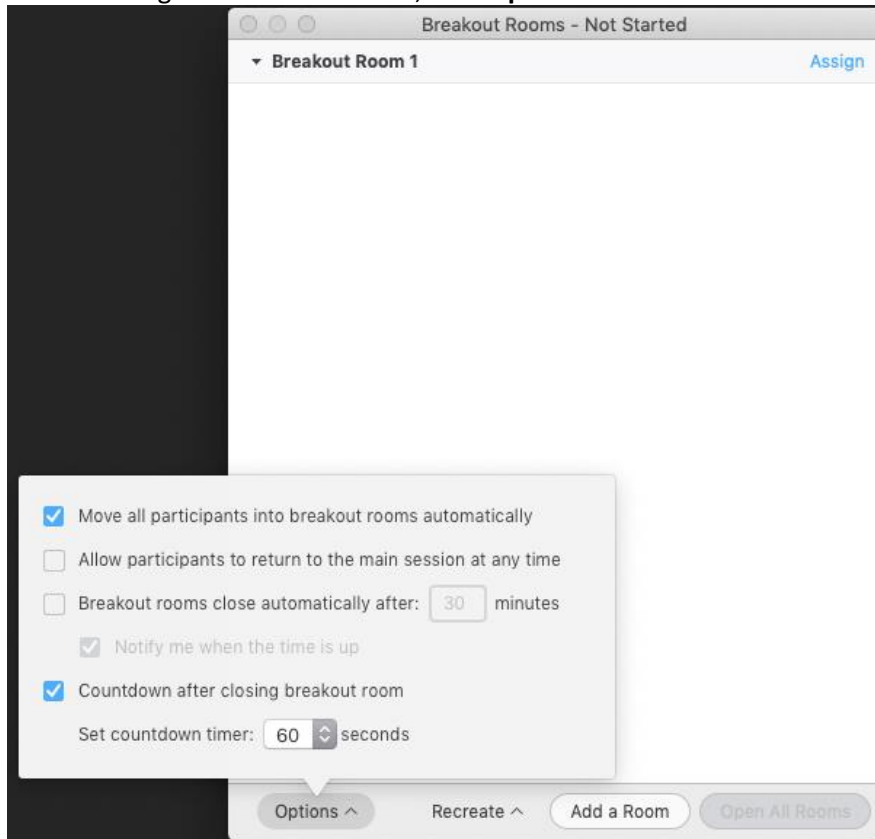 Breakout Rooms - Not Started
Breakout Room 1 Assign
Move all participants into breakout rooms automatically
Allow participants to return to the main session at any time
Breakout rooms close automatically after: 30 minutes
Notify me when the time is up
Countdown after closing breakout room
Set countdown timer: 60 seconds
Options Recreate Add a Room Open All Rooms